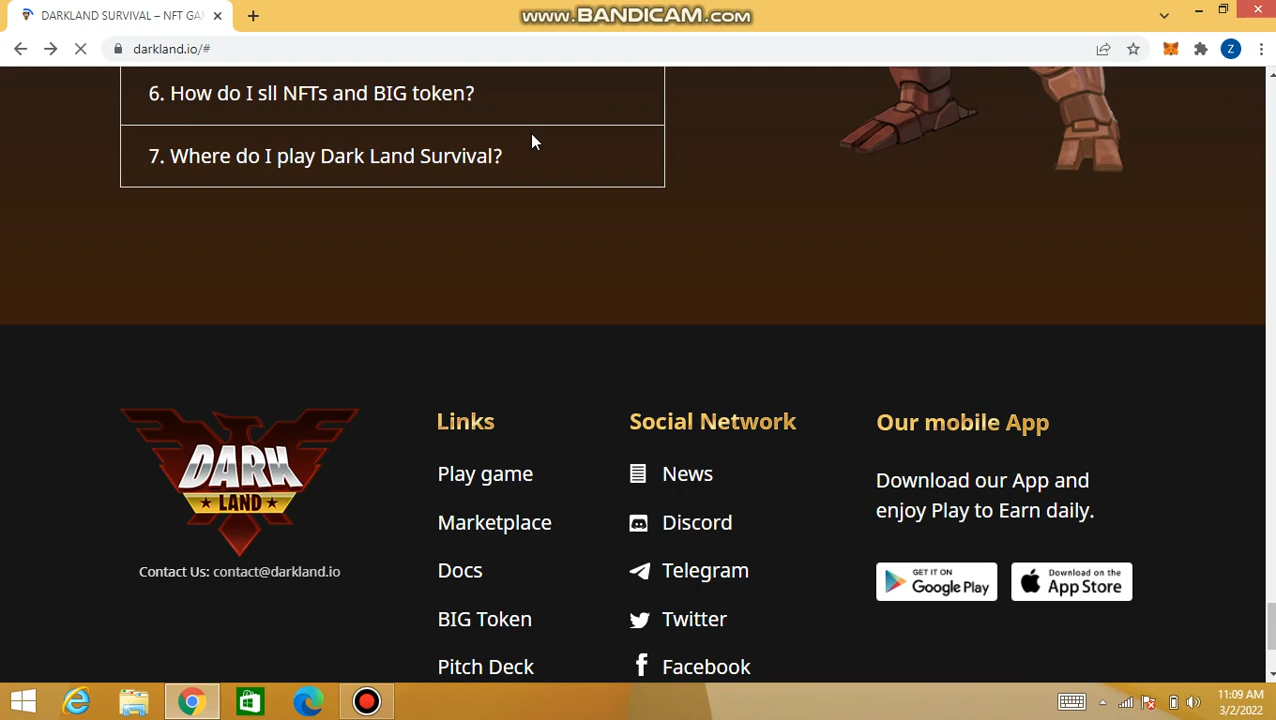 DARKLAND SURVIVAL – NFT GA
www.BANDICAM.com
darkland.io/#
Z
6. How do I sll NFTs and BIG token?
7. Where do I play Dark Land Survival?
DARK
LAND
Contact Us: contact@darkland.io
Links
Play game
Marketplace
Docs
BIG Token
Pitch Deck
Social Network
News
Discord
Telegram
Twitter
Facebook
Our mobile App
Download our App and
enjoy Play to Earn daily.
GET IT ON
Google Play
Download on the
App Store
11:09 AM
3/2/2022